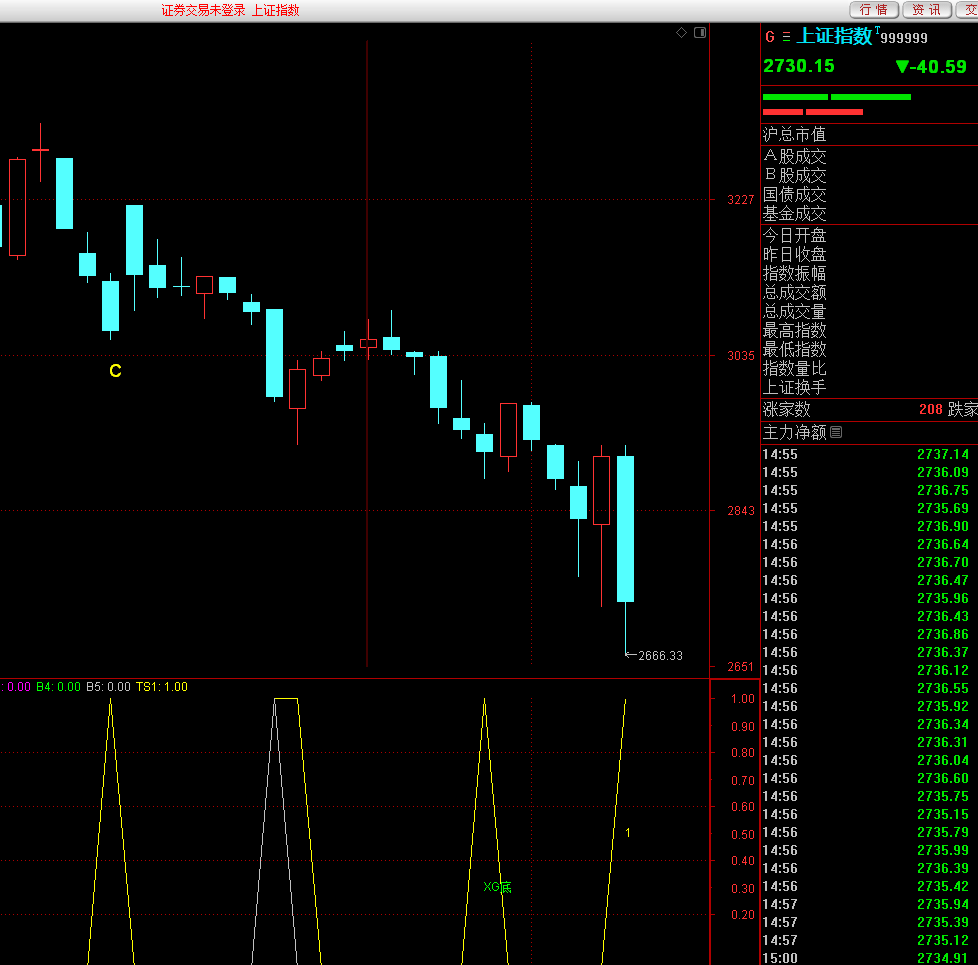 证券交易未登录 上证指数
行情 资讯 交
G 上证指数 T 999999
2730.15 ▼-40.59
沪总市值
A股成交
B股成交
国债成交
基金成交
今日开盘
昨日收盘
指数振幅
总成交额
总成交量
最高指数
最低指数
指数量比
上证换手
涨家数 208 跌家
主力净额
14:55 2737.14
14:55 2736.09
14:55 2736.75
14:55 2735.69
14:55 2736.90
14:56 2736.64
14:56 2736.70
14:56 2736.47
14:56 2735.96
14:56 2736.43
14:56 2736.86
14:56 2736.37
14:56 2736.12
14:56 2736.55
14:56 2735.92
14:56 2736.34
14:56 2736.31
14:56 2736.04
14:56 2736.60
14:56 2735.75
14:56 2735.15
14:56 2735.79
14:56 2735.99
14:56 2736.39
14:56 2735.42
14:57 2735.94
14:57 2735.39
14:57 2735.12
15:00 2734.91
3227
3035
2843
2651
C
←2666.33
: 0.00 B4: 0.00 B5: 0.00 TS1: 1.00
1.00
0.90
0.80
0.70
0.60
0.50
0.40
0.30
0.20
1
XG底